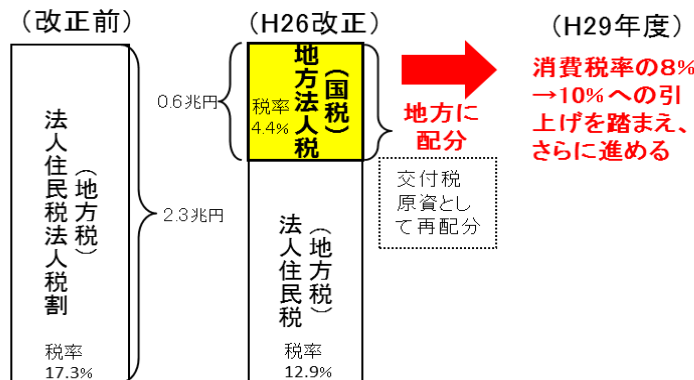 (改正前)
(H26改正)
(H29年度)
法人住民税法人税割
(地方税)
税率
17.3%
0.6兆円
2.3兆円
地方法人税
(国税)
税率
4.4%
法人住民税
(地方税)
税率
12.9%
地方に
配分
交付税
原資とし
て再配分
消費税率の8%
→10%への引
上げを踏まえ、
さらに進める